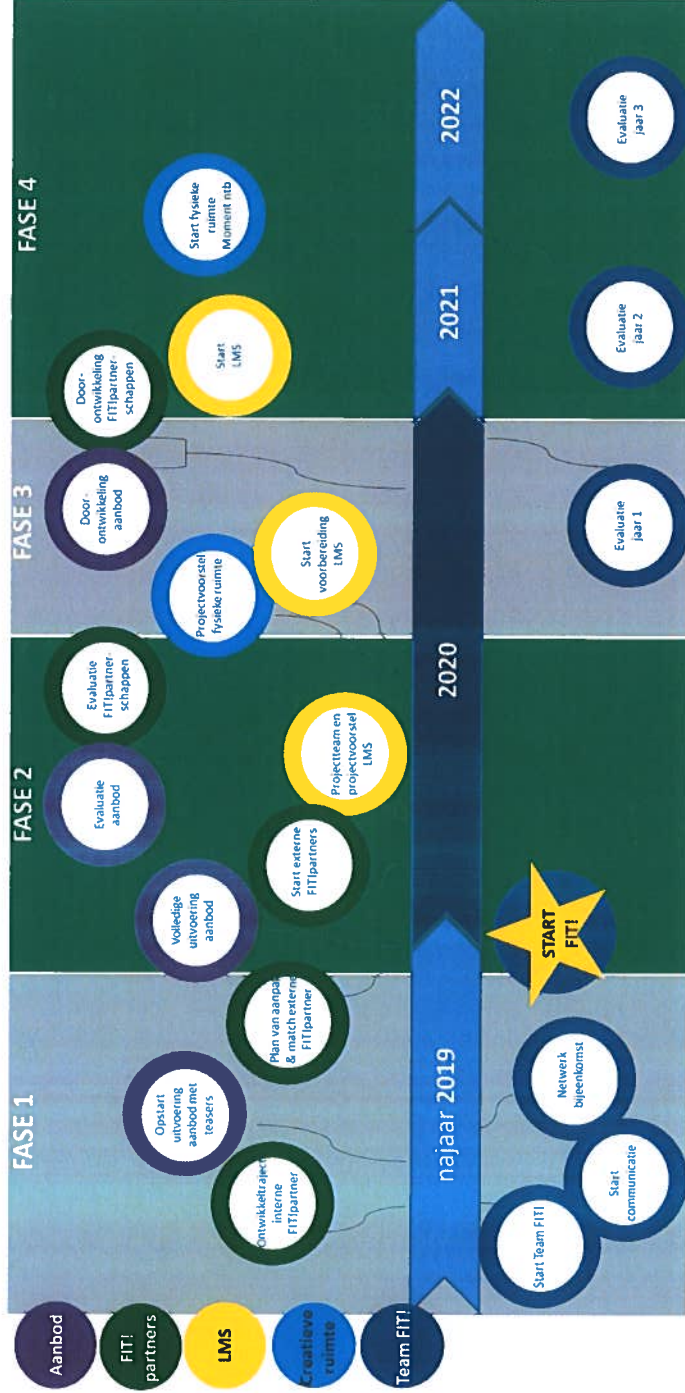 FASE 1
FASE 2
FASE 3
FASE 4
Aanbod
FIT!
partners
LMS
Creatieve
ruimte
Team FIT!
Opstart
uitvoering
aanbod met
teasers
Ontwikkeltraject
interne
FIT!partner
Plan van aanpak
& match externe
FIT!partner
Volledige
uitvoering
aanbod
Start externe
FIT!partners
Evaluatie
aanbod
Evaluatie
FIT!partner-
schappen
Projectteam en
projectvoorstel
LMS
Projectvoorstel
fysieke ruimte
Start
voorbereiding
LMS
Door-
ontwikkeling
aanbod
Door-
ontwikkeling
FIT!partner-
schappen
Start
LMS
Start fysieke
ruimte
Moment ntb
najaar 2019
2020
2021
2022
Start Team FIT!
Start
communicatie
Netwerk
bijeenkomst
START
FIT!
Evaluatie
jaar 1
Evaluatie
jaar 2
Evaluatie
jaar 3